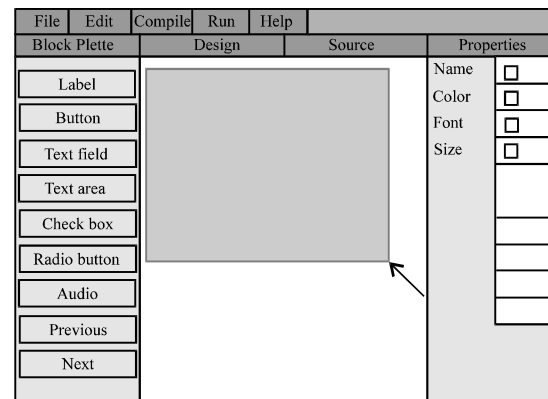 File Edit Compile Run Help
Block Plette Design Source Properties
Label
Button
Text field
Text area
Check box
Radio button
Audio
Previous
Next
Name
Color
Font
Size